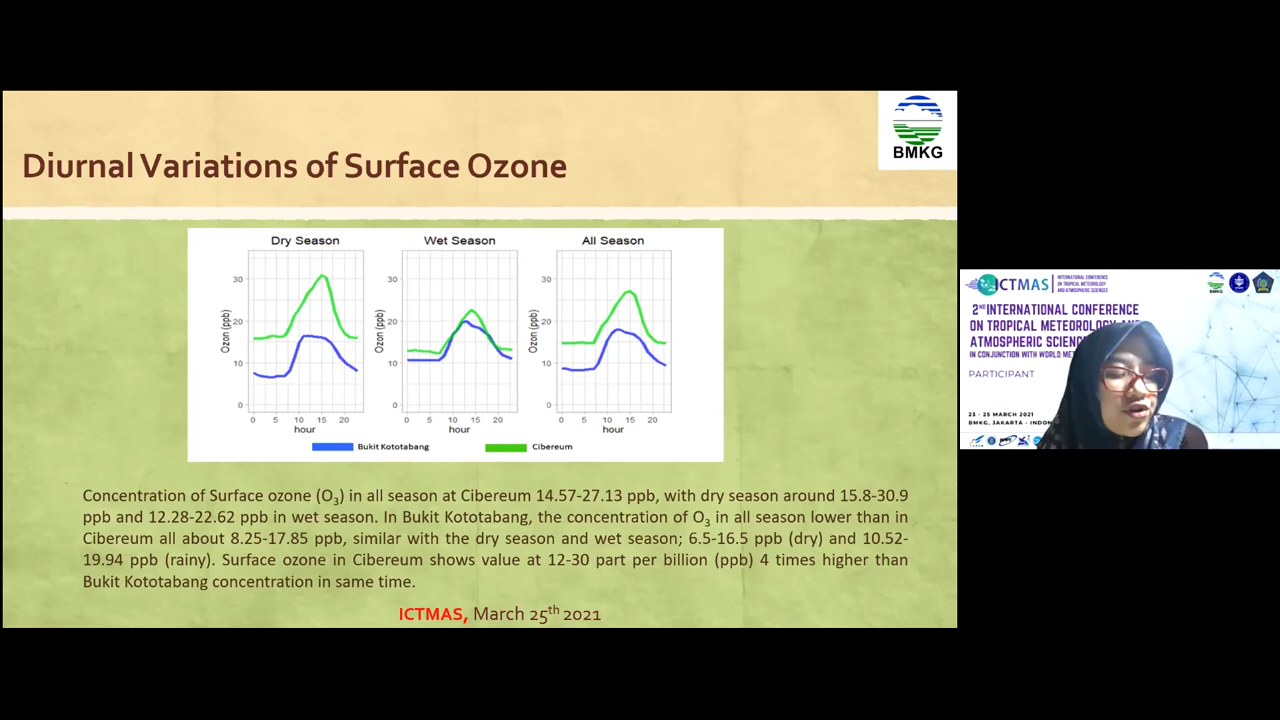 BMKG
Diurnal Variations of Surface Ozone
Dry Season
Wet Season
All Season
Ozon (ppb)
30
20
10
0
0 5 10 15 20
hour
Ozon (ppb)
30
20
10
0
0 5 10 15 20
hour
Ozon (ppb)
30
20
10
0
0 5 10 15 20
hour
Bukit Kototabang
Cibereum
Concentration of Surface ozone (O3) in all season at Cibereum 14.57-27.13 ppb, with dry season around 15.8-30.9
ppb and 12.28-22.62 ppb in wet season. In Bukit Kototabang, the concentration of O3 in all season lower than in
Cibereum all about 8.25-17.85 ppb, similar with the dry season and wet season; 6.5-16.5 ppb (dry) and 10.52-
19.94 ppb (rainy). Surface ozone in Cibereum shows value at 12-30 part per billion (ppb) 4 times higher than
Bukit Kototabang concentration in same time.
ICTMAS, March 25th 2021
ICTMAS
INTERNATIONAL CONFERENCE
ON TROPICAL METEOROLOGY
AND ATMOSPHERIC SCIENCES
BMKG
2ND INTERNATIONAL CONFERENCE
ON TROPICAL METEOROLOGY AND
ATMOSPHERIC SCIENC
IN CONJUNCTION WITH WORLD MET
PARTICIPANT
23 - 25 MARCH 2021
BMKG, JAKARTA - INDON